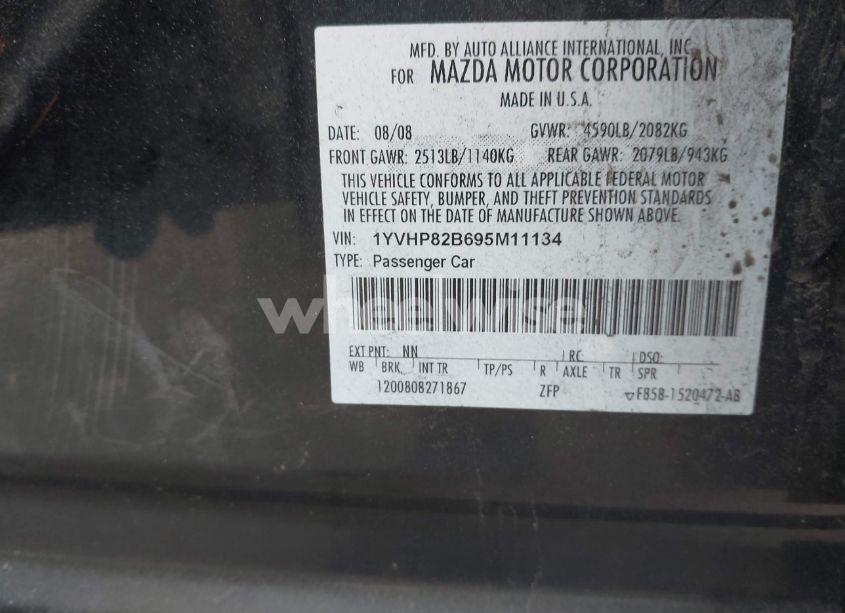 MFD. BY AUTO ALLIANCE INTERNATIONAL, INC.
FOR MAZDA MOTOR CORPORATION
MADE IN U.S.A.
DATE: 08/08 GVWR: 4590LB/2082KG
FRONT GAWR: 2513LB/1140KG REAR GAWR: 2079LB/943KG
THIS VEHICLE CONFORMS TO ALL APPLICABLE FEDERAL MOTOR
VEHICLE SAFETY, BUMPER, AND THEFT PREVENTION STANDARDS
IN EFFECT ON THE DATE OF MANUFACTURE SHOWN ABOVE.
VIN: 1YVHP82B695M11134
TYPE: Passenger Car
wheelwise
EXT PNT: NN RC: DSO:
WB BRK INT TR TP/PS R AXLE TR SPR
1200808271867 ZFP F858-1520472-AB